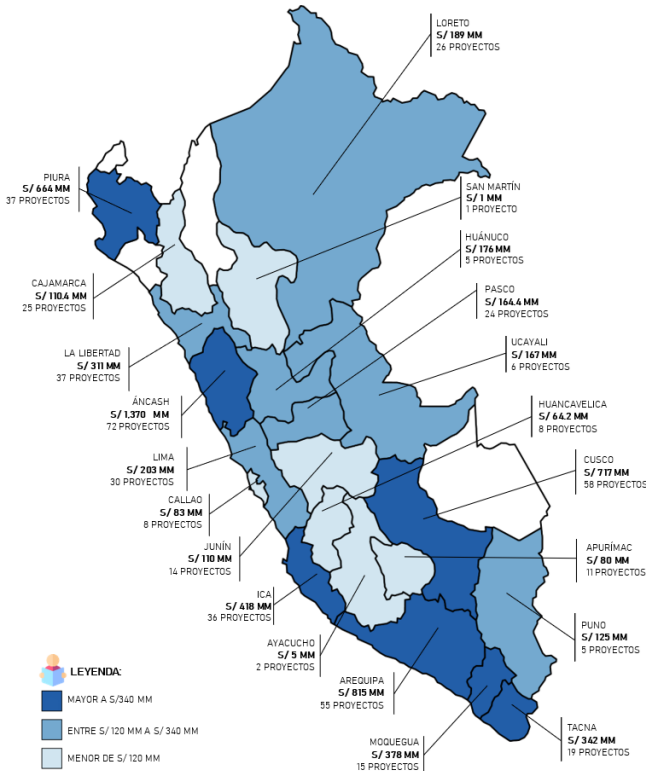 LORETO
S/ 189 MM
26 PROYECTOS
PIURA
S/ 664 MM
37 PROYECTOS
SAN MARTÍN
S/ 1 MM
1 PROYECTO
HUÁNUCO
S/ 176 MM
5 PROYECTOS
CAJAMARCA
S/ 110.4 MM
25 PROYECTOS
PASCO
S/ 164.4 MM
24 PROYECTOS
LA LIBERTAD
S/ 311 MM
37 PROYECTOS
UCAYALI
S/ 167 MM
6 PROYECTOS
ÁNCASH
S/ 1,370 MM
72 PROYECTOS
HUANCAVELICA
S/ 64.2 MM
8 PROYECTOS
LIMA
S/ 203 MM
30 PROYECTOS
CUSCO
S/ 717 MM
58 PROYECTOS
CALLAO
S/ 83 MM
8 PROYECTOS
JUNÍN
S/ 110 MM
14 PROYECTOS
APURÍMAC
S/ 80 MM
11 PROYECTOS
ICA
S/ 418 MM
36 PROYECTOS
PUNO
S/ 125 MM
5 PROYECTOS
AYACUCHO
S/ 5 MM
2 PROYECTOS
AREQUIPA
S/ 815 MM
55 PROYECTOS
TACNA
S/ 342 MM
19 PROYECTOS
MOQUEGUA
S/ 378 MM
15 PROYECTOS
LEYENDA:
MAYOR A S/340 MM
ENTRE S/ 120 MM A S/ 340 MM
MENOR DE S/ 120 MM